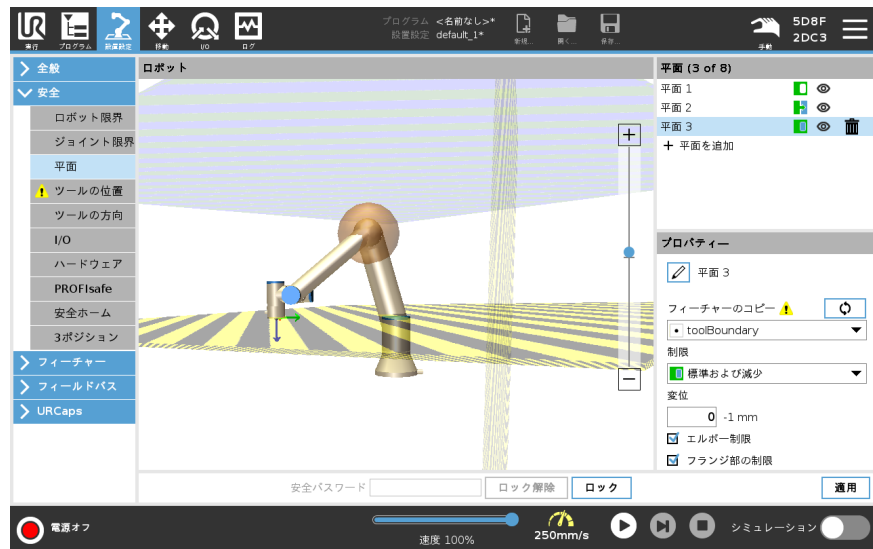 実行
プログラム
設置設定
移動
I/O
ログ
プログラム <名前なし>*
設置設定 default_1*
新規...
開く...
保存...
手動
5D8F
2DC3
全般
安全
ロボット限界
ジョイント限界
平面
ツールの位置
ツールの方向
I/O
ハードウェア
PROFIsafe
安全ホーム
3ポジション
フィーチャー
フィールドバス
URCaps
ロボット
平面 (3 of 8)
平面 1
平面 2
平面 3
平面を追加
プロパティー
平面 3
フィーチャーのコピー
toolBoundary
制限
標準および減少
変位
0 -1 mm
エルボー制限
フランジ部の制限
安全パスワード
ロック解除
ロック
適用
電源オフ
速度 100%
250mm/s
シミュレーション